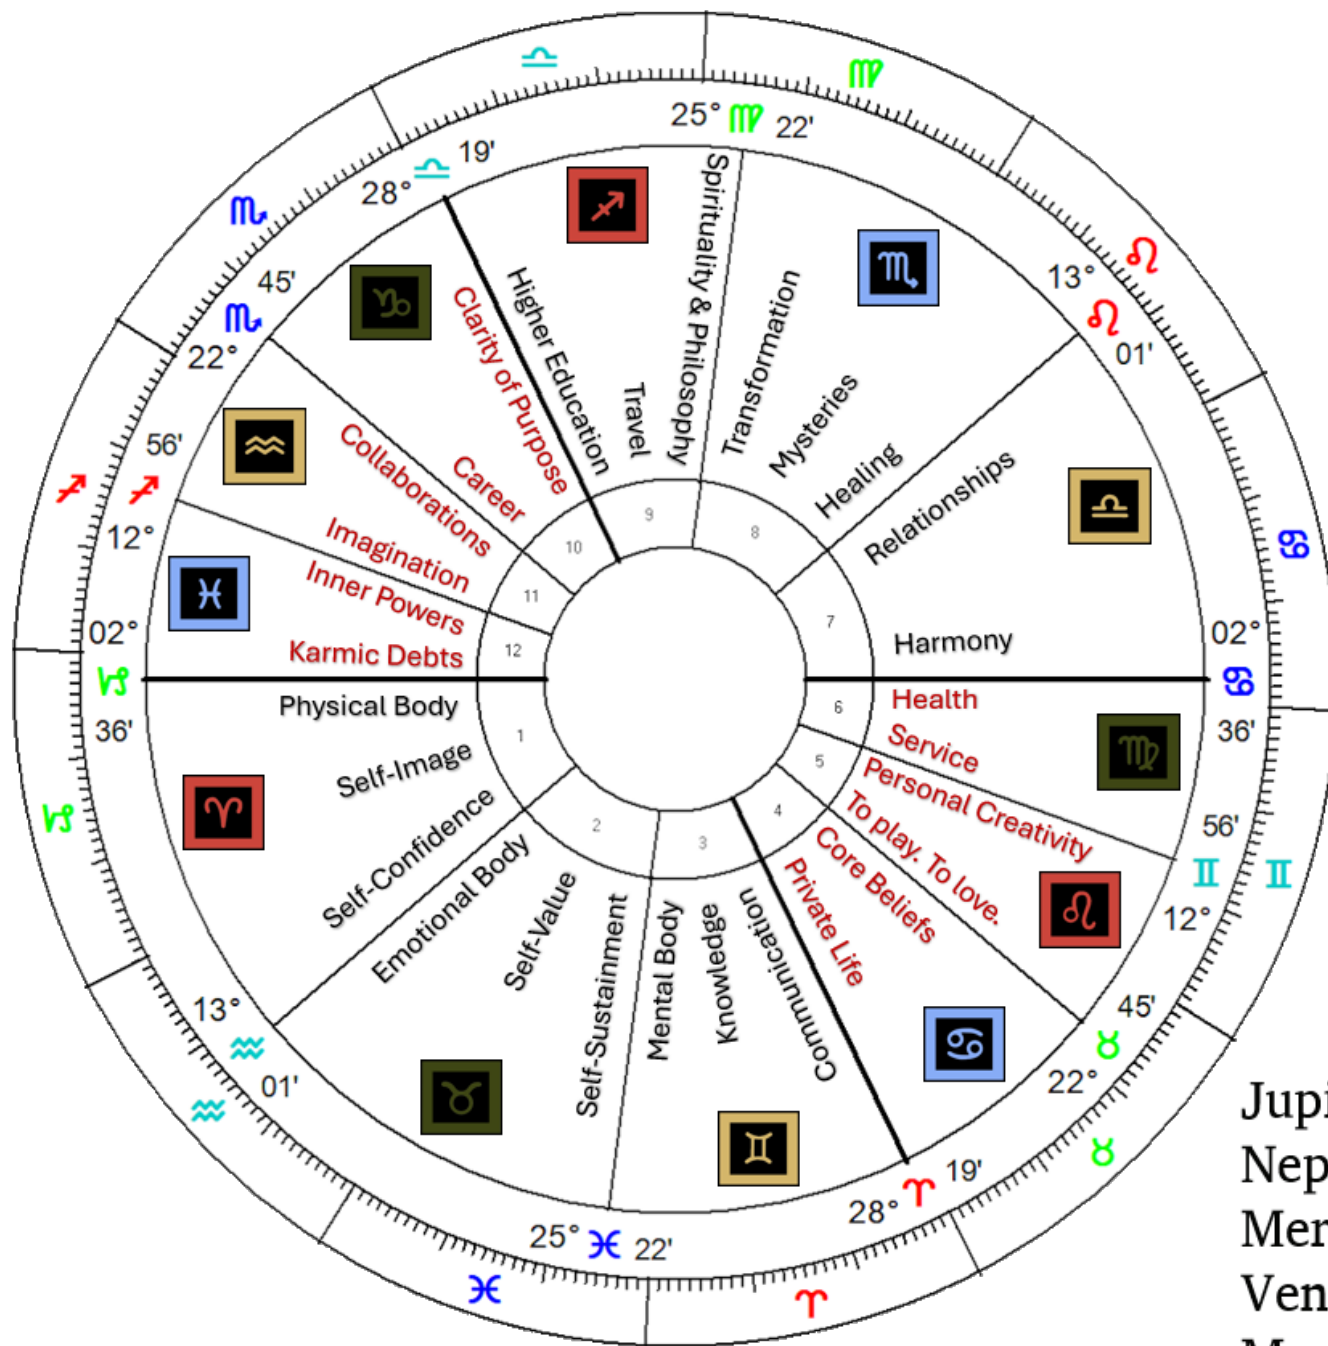 ♎
♍
25° ♍ 22'
28° ♎ 19'
♏
♐
♏
♌
13° ♌ 01'
45'
♏
22°
♑
Higher Education
Clarity of Purpose
Travel
Spirituality & Philosophy
Transformation
Mysteries
Healing
Relationships
Harmony
♒
♎
Collaborations
Career
Imagination
Inner Powers
Karmic Debts
56'
♐
12°
♐
♓
♋
02°
♑
36'
02°
♋
36'
9
8
10
11
12
7
6
5
4
3
2
1
Physical Body
Self-Image
Self-Confidence
Emotional Body
Self-Value
Self-Sustainment
Mental Body
Knowledge
Communication
Private Life
Core Beliefs
To play. To love.
Personal Creativity
Service
Health
♑
♈
♍
56'
♊
12°
♊
♌
13°
♒
01'
♒
♉
♊
♋
45'
♉
22°
♉
25° ♓ 22'
28° ♈ 19'
♓
♈
Jupi
Nep
Mer
Ven